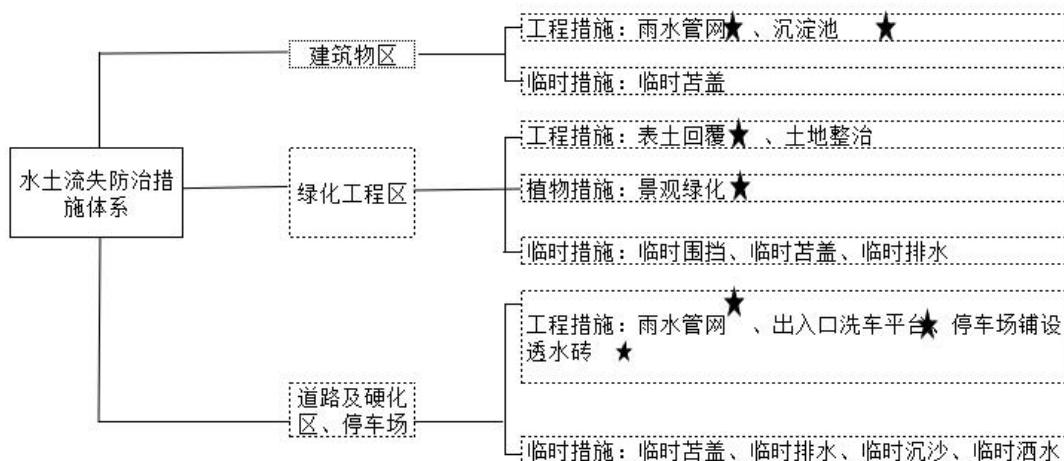 工程措施：雨水管网★、沉淀池 ★
建筑物区
临时措施：临时苫盖
工程措施：表土回覆★、土地整治
水土流失防治措
施体系
绿化工程区
植物措施：景观绿化★
临时措施：临时围挡、临时苫盖、临时排水
工程措施：雨水管网★、出入口洗车平台★、停车场铺设
透水砖 ★
道路及硬化
区、停车场
临时措施：临时苫盖、临时排水、临时沉沙、临时洒水